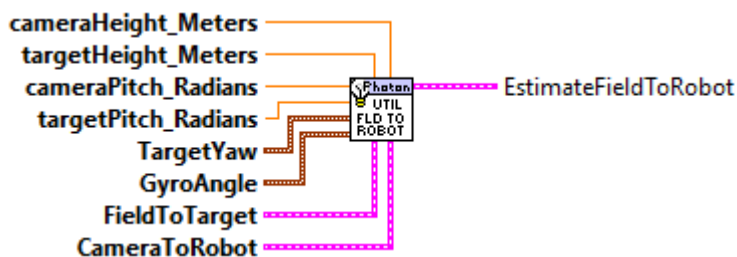 cameraHeight_Meters
targetHeight_Meters
cameraPitch_Radians
targetPitch_Radians
TargetYaw
GyroAngle
FieldToTarget
CameraToRobot
Photon
UTIL
FLD TO
ROBOT
EstimateFieldToRobot